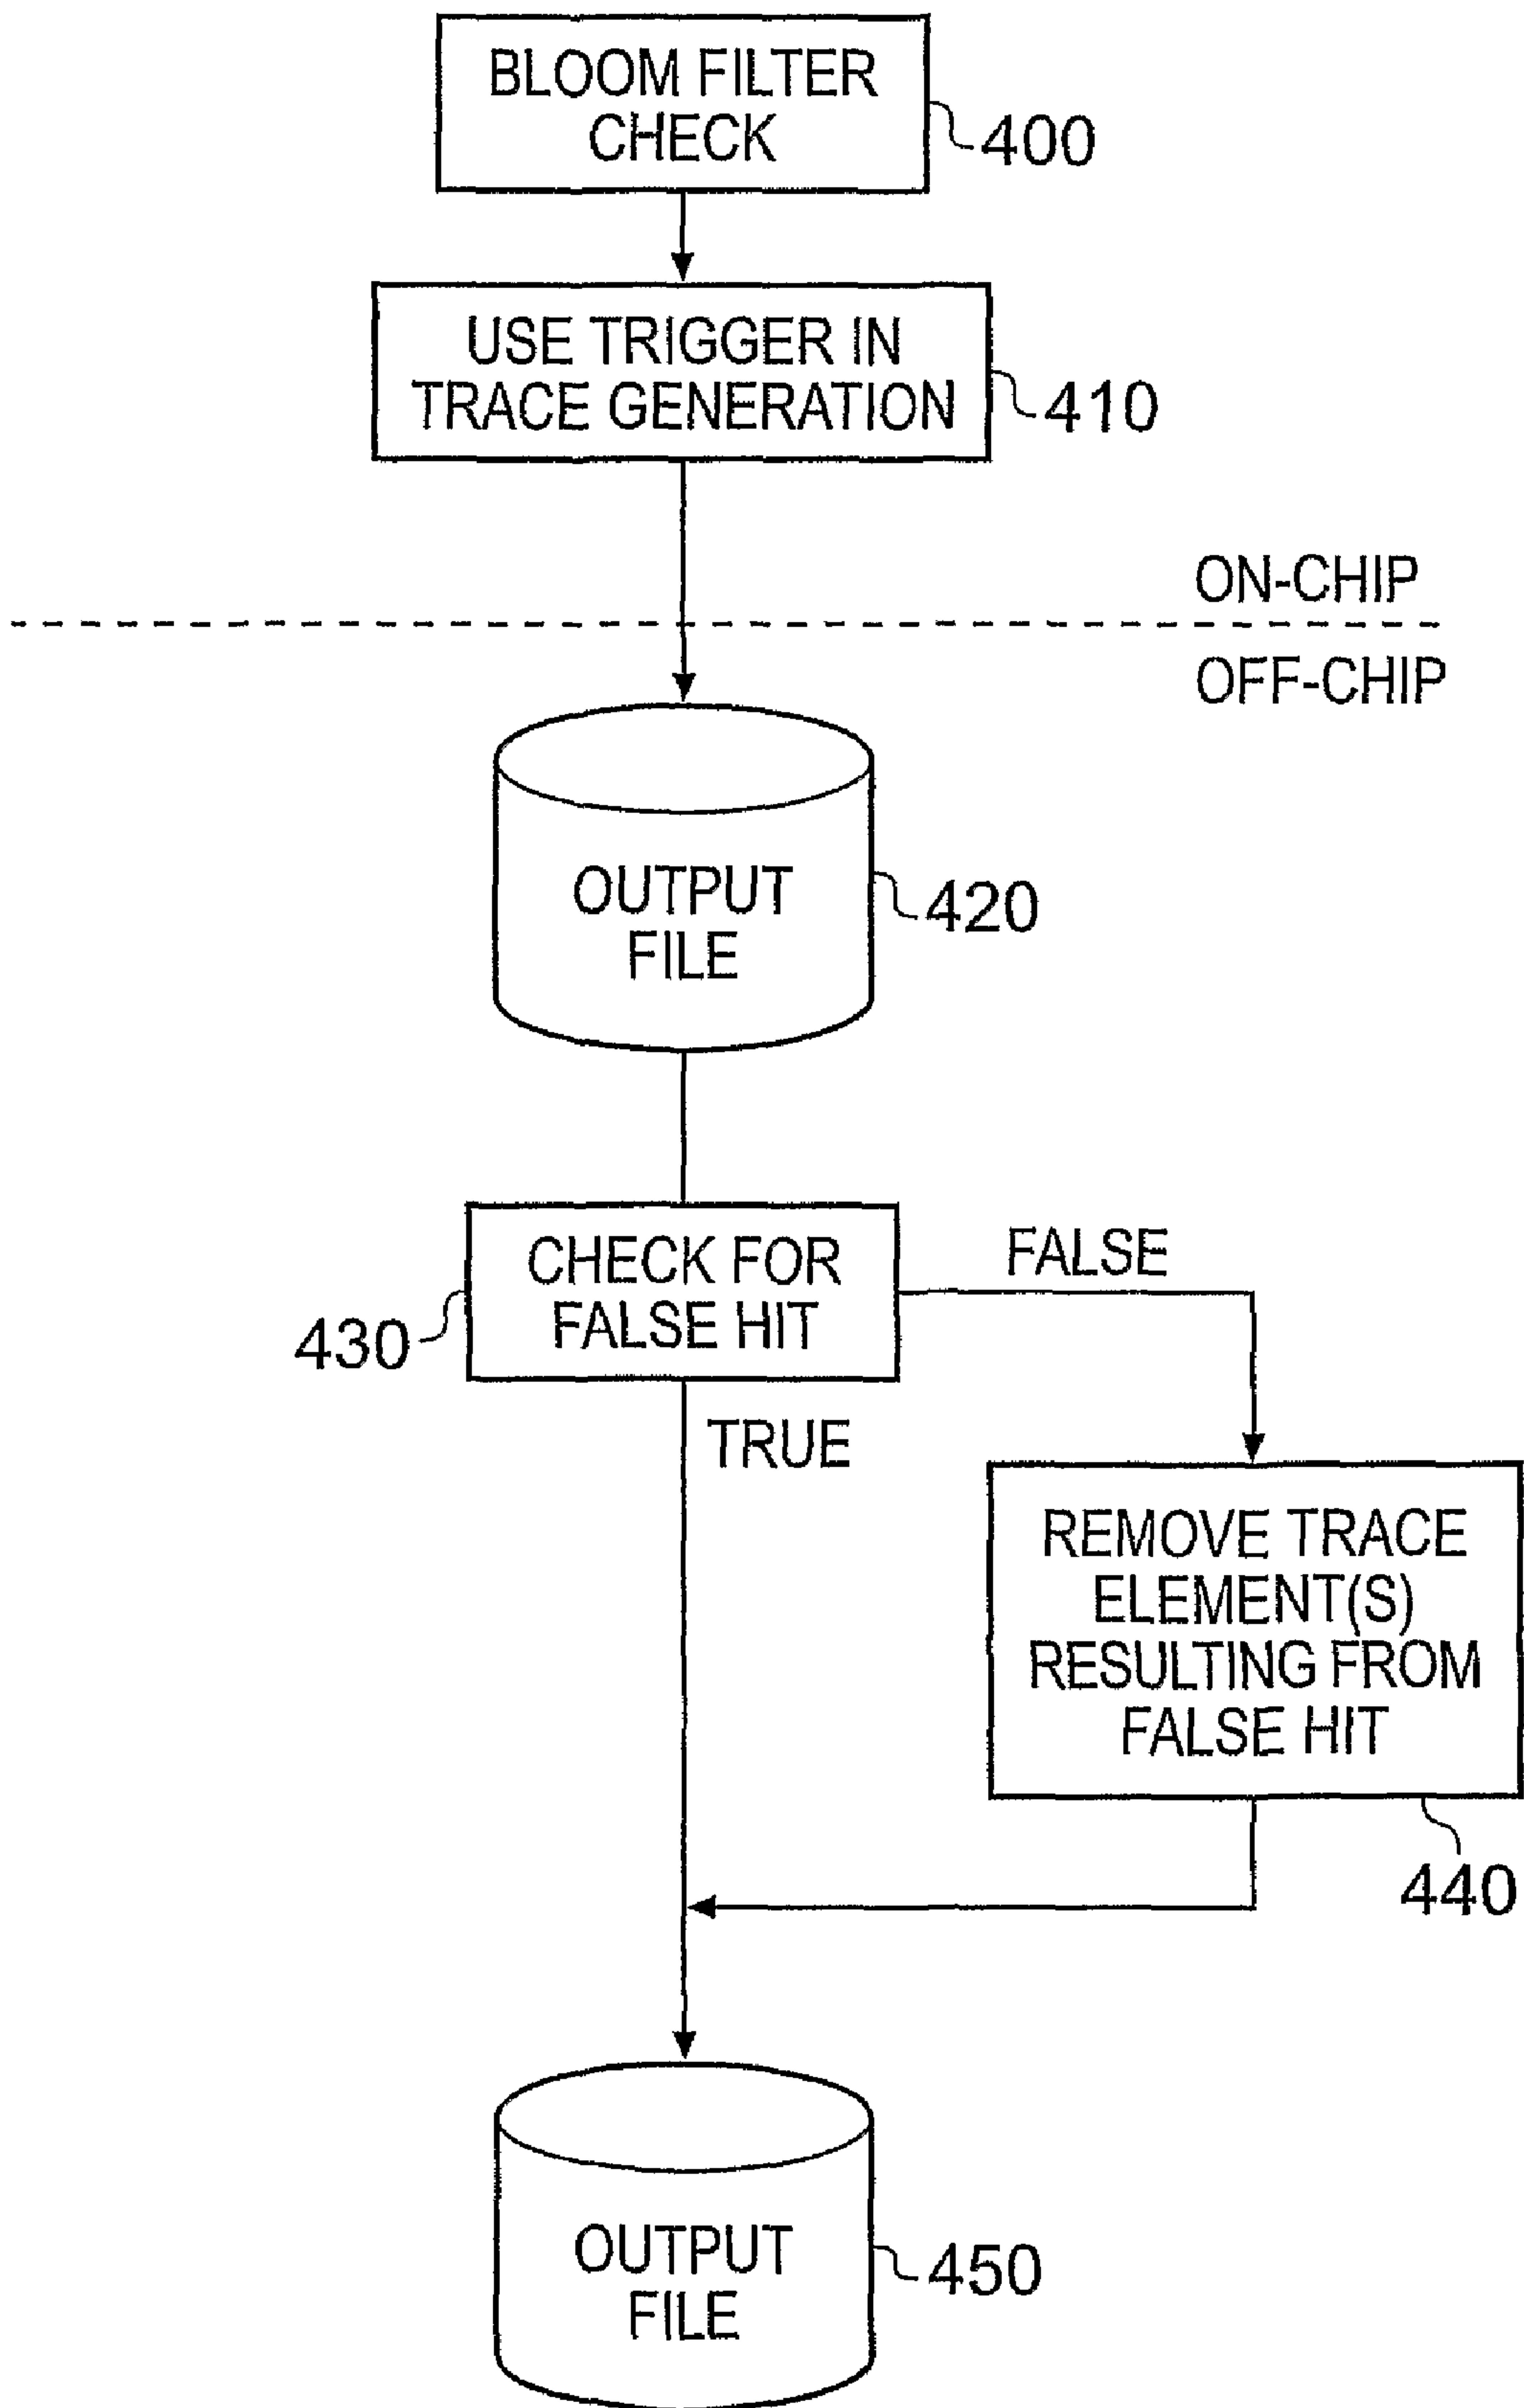 BLOOM FILTER
CHECK
400
USE TRIGGER IN
TRACE GENERATION
410
ON-CHIP
OFF-CHIP
OUTPUT
FILE
420
CHECK FOR
FALSE HIT
430
FALSE
TRUE
REMOVE TRACE
ELEMENT(S)
RESULTING FROM
FALSE HIT
440
OUTPUT
FILE
450